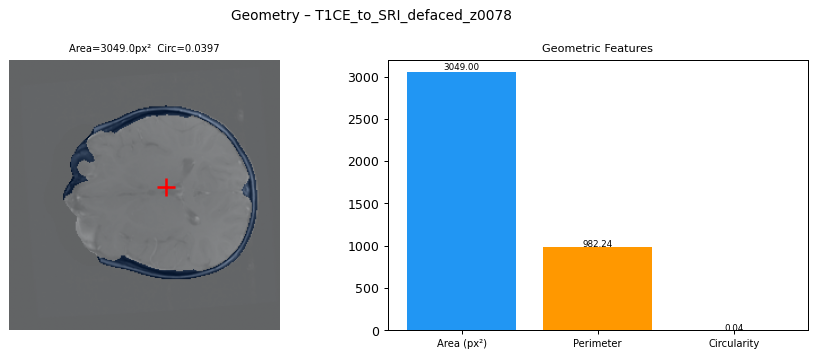 Geometry – T1CE_to_SRI_defaced_z0078
Area=3049.0px²  Circ=0.0397
Geometric Features
3000
2500
2000
1500
1000
500
0
3049.00
982.24
0.04
Area (px²)
Perimeter
Circularity